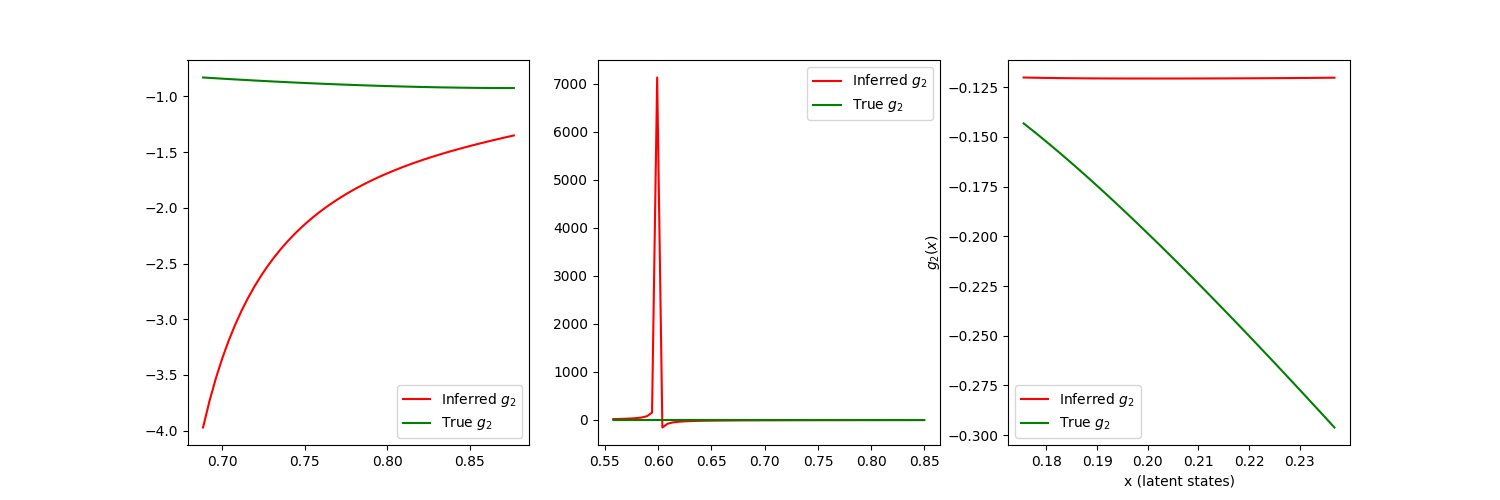 −1.0
−1.5
−2.0
−2.5
−3.0
−3.5
−4.0
0.70 0.75 0.80 0.85
Inferred g₂
True g₂
7000
6000
5000
4000
3000
2000
1000
0
0.55 0.60 0.65 0.70 0.75 0.80 0.85
Inferred g₂
True g₂
g₂(x)
−0.125
−0.150
−0.175
−0.200
−0.225
−0.250
−0.275
−0.300
0.18 0.19 0.20 0.21 0.22 0.23
x (latent states)
Inferred g₂
True g₂